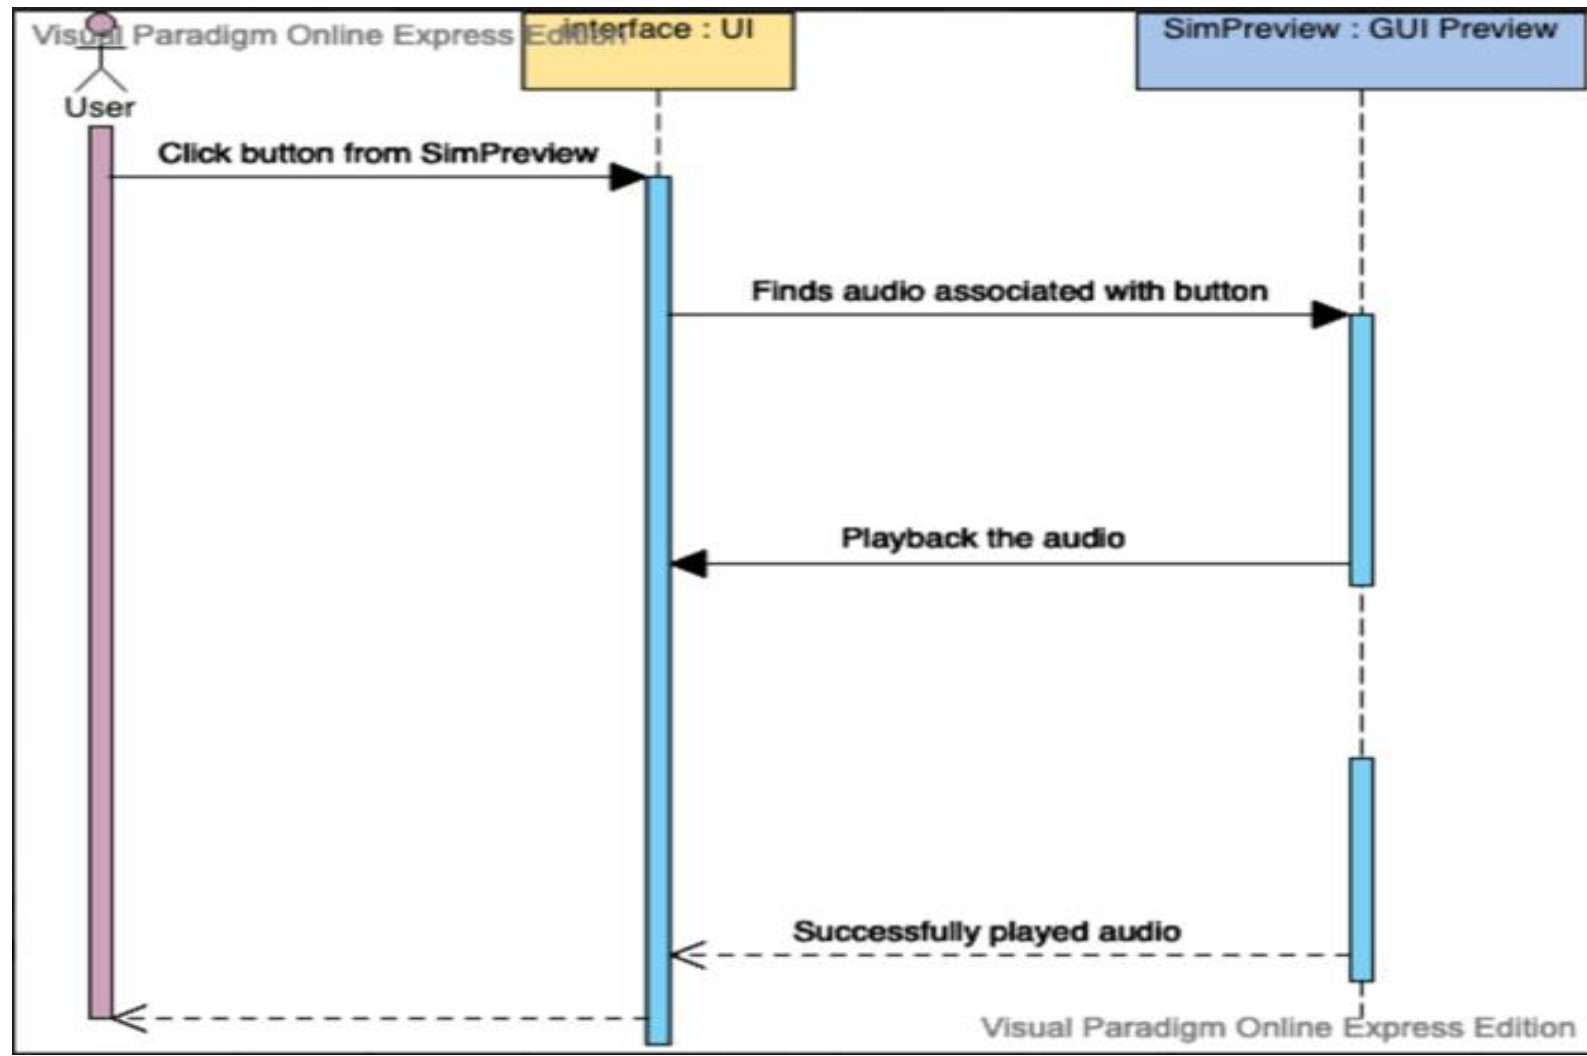 Visual Paradigm Online Express Edition
interface : UI
SimPreview : GUI Preview
User
Click button from SimPreview
Finds audio associated with button
Playback the audio
Successfully played audio
Visual Paradigm Online Express Edition